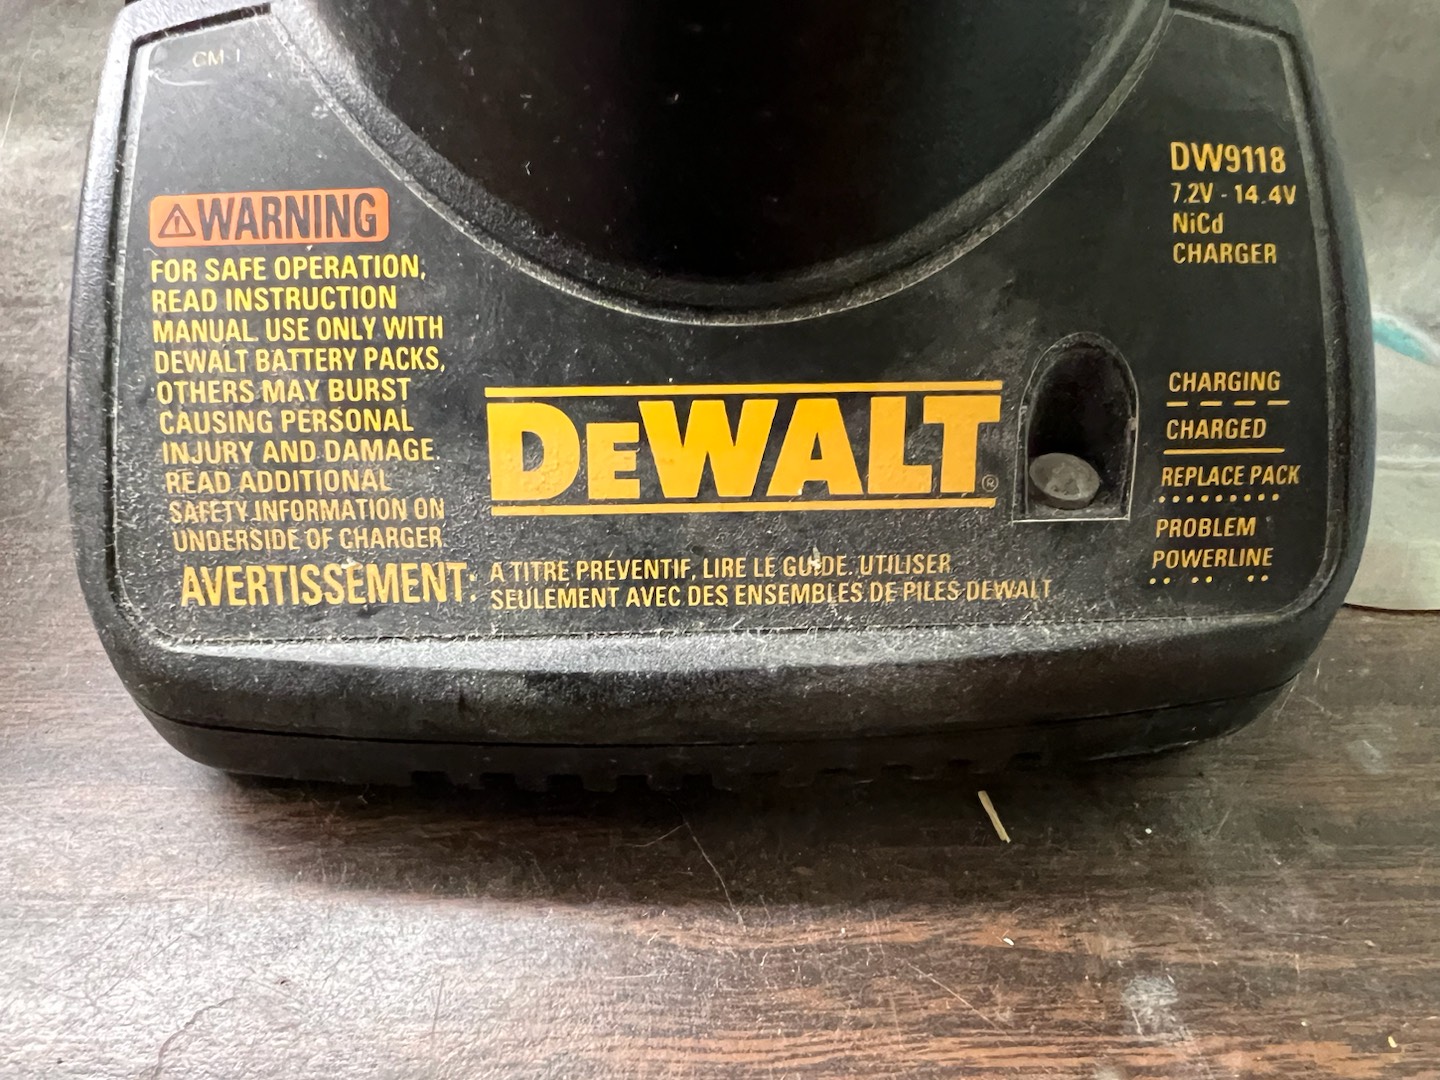 CM-1
⚠WARNING
FOR SAFE OPERATION,
READ INSTRUCTION
MANUAL. USE ONLY WITH
DEWALT BATTERY PACKS,
OTHERS MAY BURST
CAUSING PERSONAL
INJURY AND DAMAGE.
READ ADDITIONAL
SAFETY INFORMATION ON
UNDERSIDE OF CHARGER.
AVERTISSEMENT: A TITRE PRÉVENTIF, LIRE LE GUIDE. UTILISER
SEULEMENT AVEC DES ENSEMBLES DE PILES DEWALT
DEWALT®
DW9118
7.2V - 14.4V
NiCd
CHARGER
CHARGING
CHARGED
REPLACE PACK
PROBLEM
POWERLINE